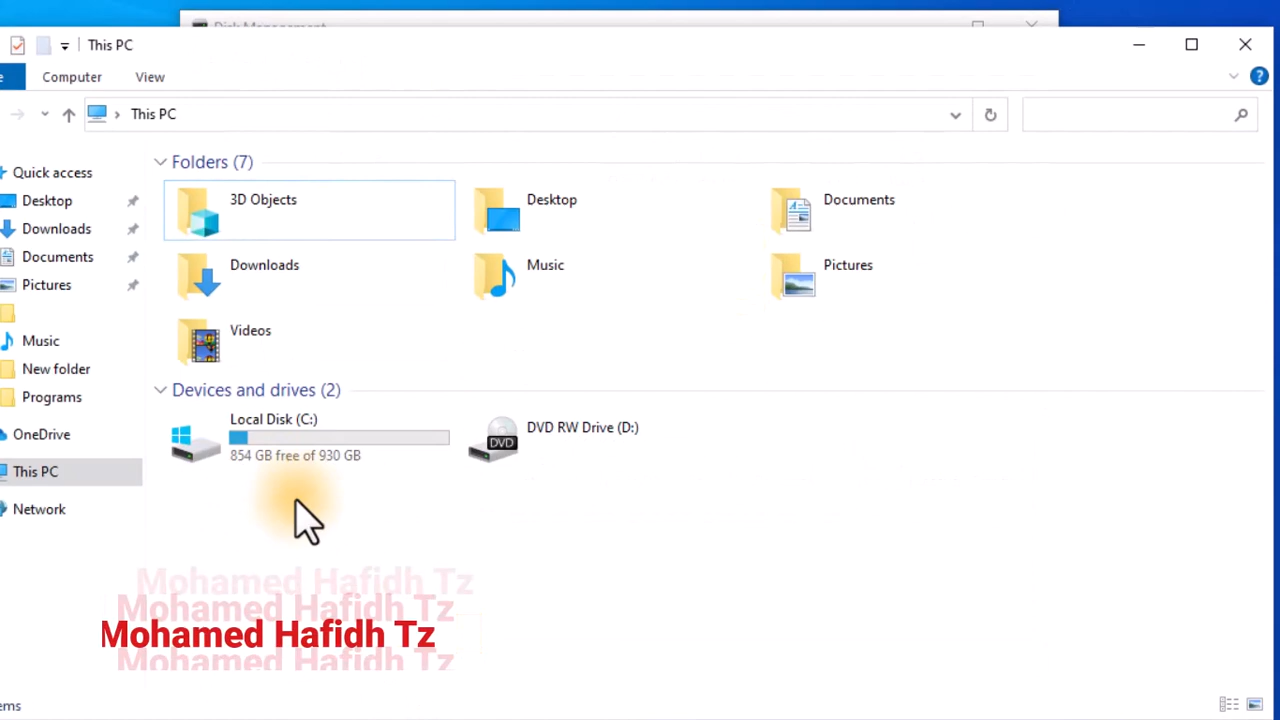 Disk Management
This PC
Computer
View
This PC
Quick access
Desktop
Downloads
Documents
Pictures
Music
New folder
Programs
OneDrive
This PC
Network
Folders (7)
3D Objects
Desktop
Documents
Downloads
Music
Pictures
Videos
Devices and drives (2)
Local Disk (C:)
854 GB free of 930 GB
DVD RW Drive (D:)
DVD
Mohamed Hafidh Tz
Mohamed Hafidh Tz
Mohamed Hafidh Tz
Mohamed Hafidh Tz
ems